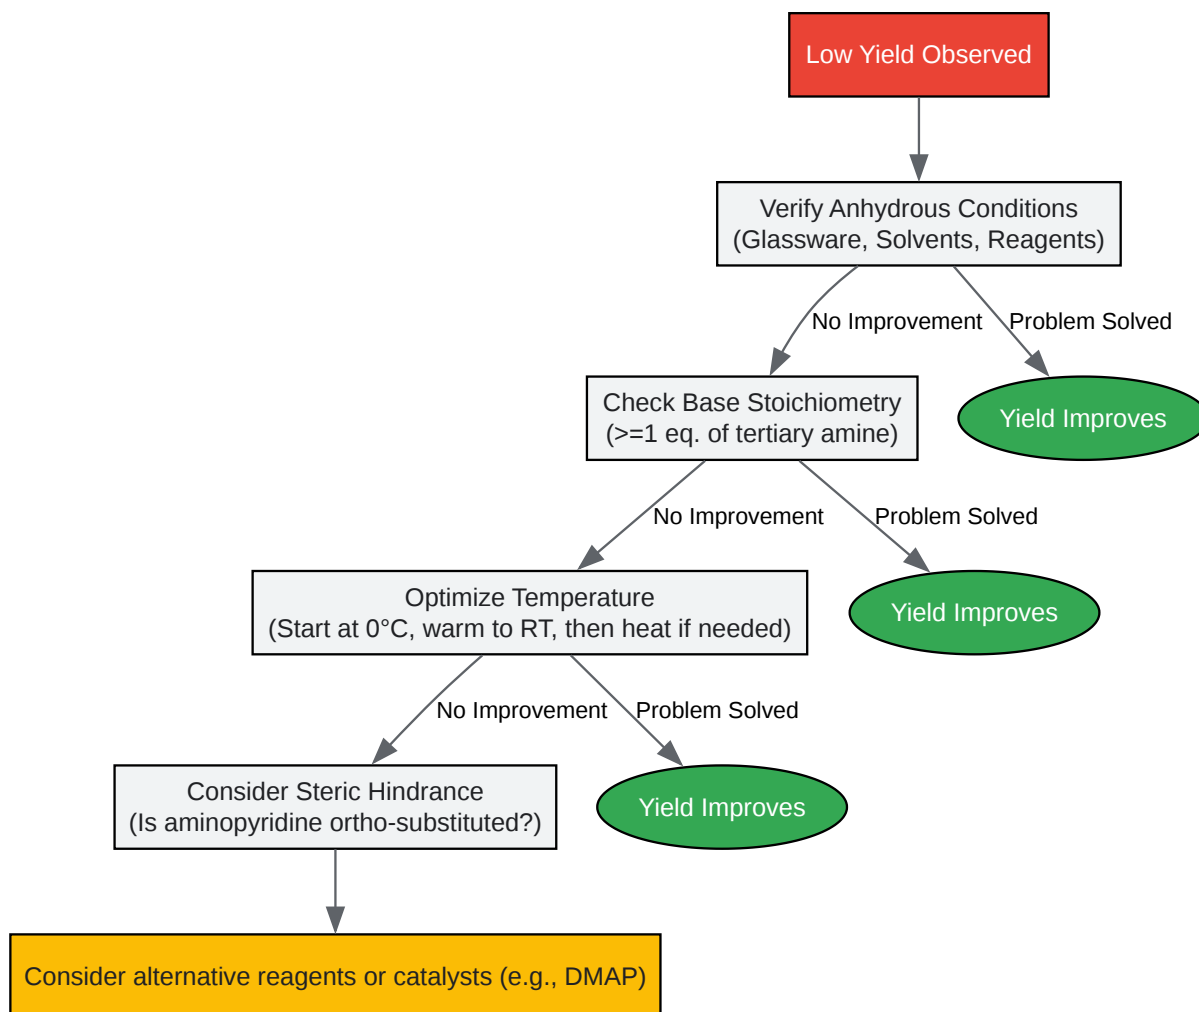 Low Yield Observed
Verify Anhydrous Conditions
(Glassware, Solvents, Reagents)
No Improvement
Problem Solved
Check Base Stoichiometry
(>=1 eq. of tertiary amine)
Yield Improves
No Improvement
Problem Solved
Optimize Temperature
(Start at 0°C, warm to RT, then heat if needed)
Yield Improves
No Improvement
Problem Solved
Consider Steric Hindrance
(Is aminopyridine ortho-substituted?)
Yield Improves
Consider alternative reagents or catalysts (e.g., DMAP)